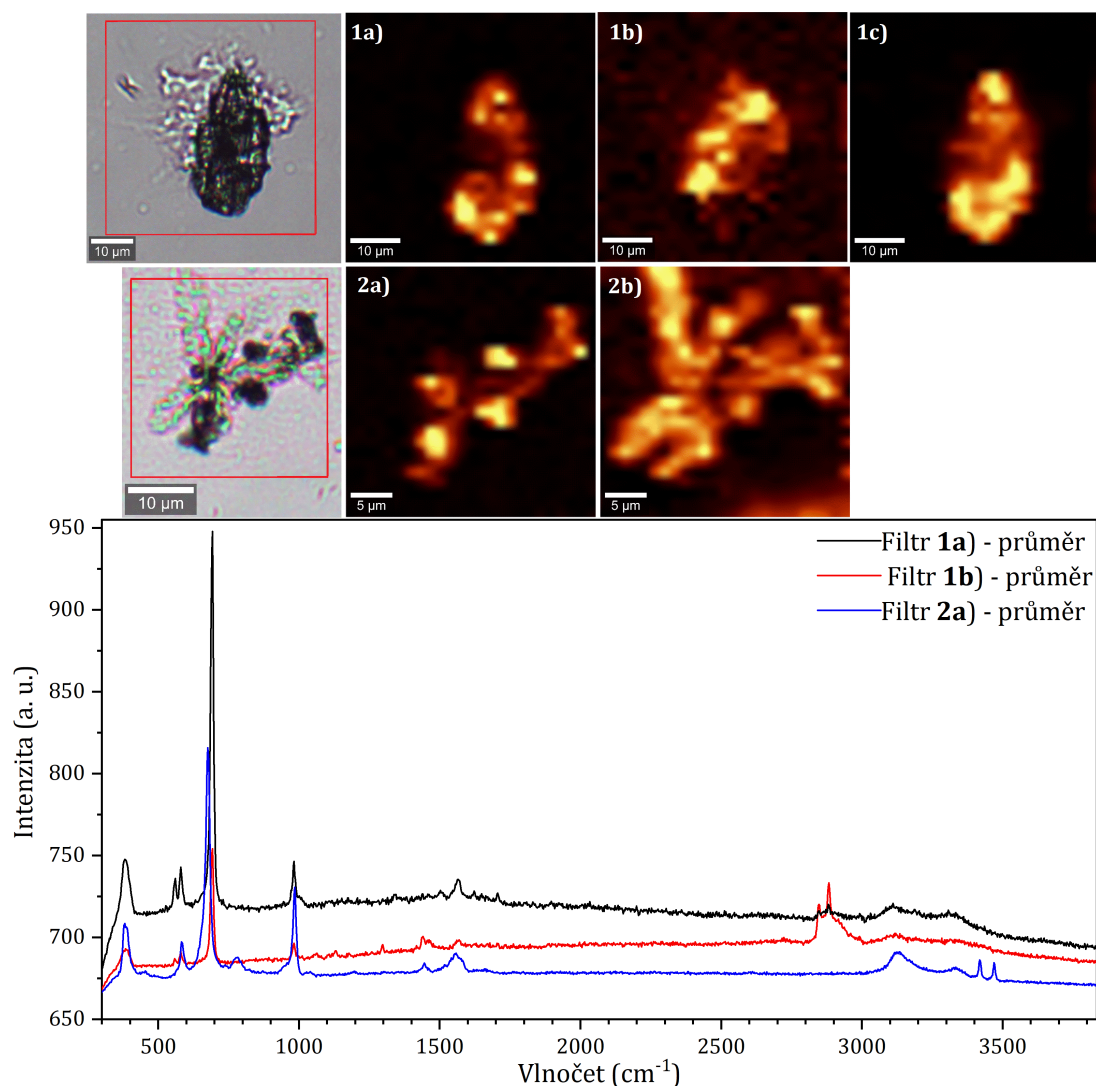 1a)
1b)
1c)
10 µm
10 µm
10 µm
10 µm
2a)
2b)
10 µm
5 µm
5 µm
Filtr 1a) - průměr
Filtr 1b) - průměr
Filtr 2a) - průměr
Intenzita (a. u.)
950
900
850
800
750
700
650
500
1000
1500
2000
2500
3000
3500
Vlnočet (cm⁻¹)